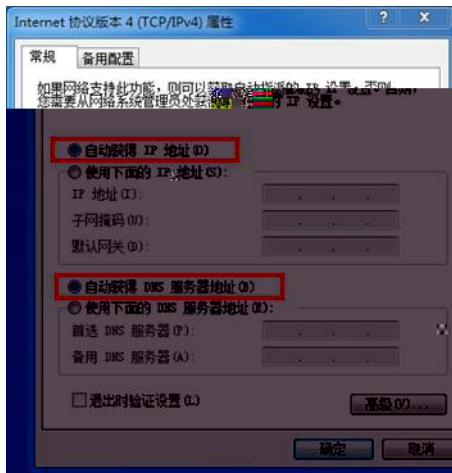 Internet 协议版本 4 (TCP/IPv4) 属性
? X
常规 备用配置
如果网络支持此功能，则可以获取自动指派的 IP 设置。否则，
您需要从网络系统管理员处 IP 设置。
自动获得 IP 地址(O)
使用下面的 IP 地址(S):
IP 地址(I):
子网掩码(U):
默认网关(D):
自动获得 DNS 服务器地址(B)
使用下面的 DNS 服务器地址(E):
首选 DNS 服务器(P):
备用 DNS 服务器(A):
退出时验证设置(L)
高级(V)...
确定 取消